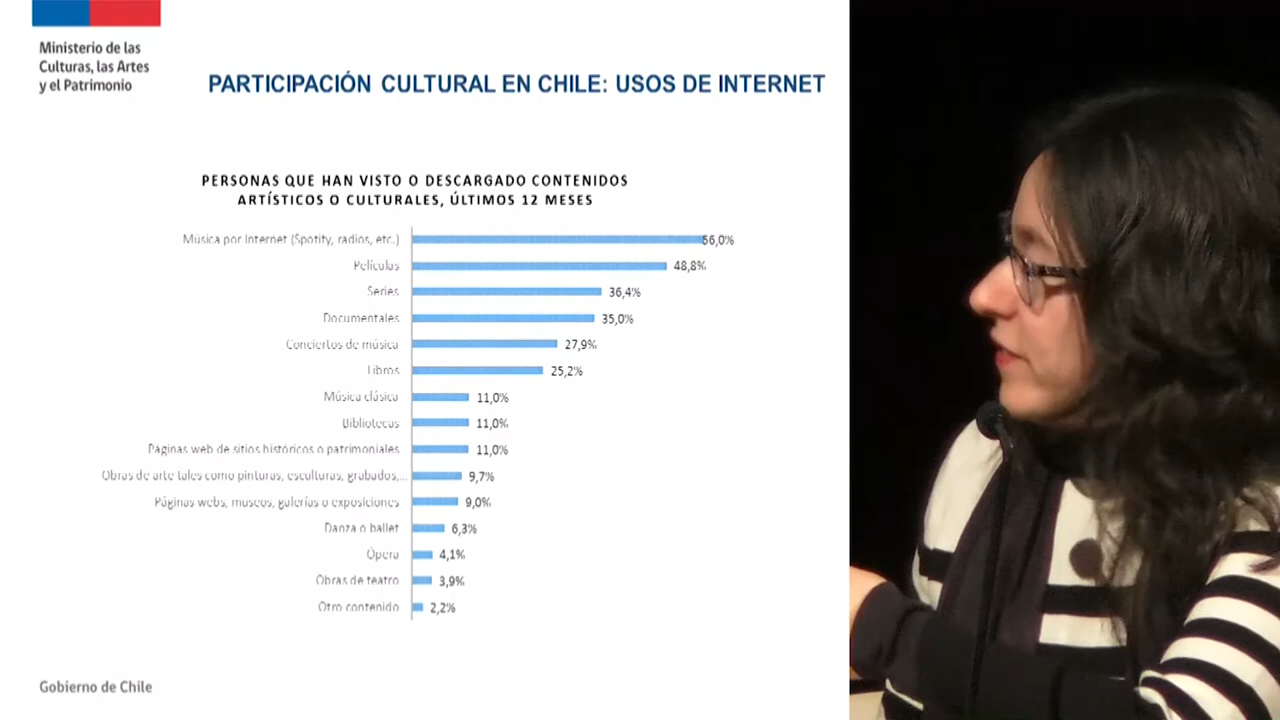 Ministerio de las
Culturas, las Artes
y el Patrimonio
PARTICIPACIÓN CULTURAL EN CHILE: USOS DE INTERNET
PERSONAS QUE HAN VISTO O DESCARGADO CONTENIDOS
ARTÍSTICOS O CULTURALES, ÚLTIMOS 12 MESES
Música por Internet (Spotify, radios, etc.) 56,0%
Películas 48,8%
Series 36,4%
Documentales 35,0%
Conciertos de música 27,9%
Libros 25,2%
Música clásica 11,0%
Bibliotecas 11,0%
Páginas web de sitios históricos o patrimoniales 11,0%
Obras de arte tales como pinturas, esculturas, grabados,... 9,7%
Páginas webs, museos, galerías o exposiciones 9,0%
Danza o ballet 6,3%
Ópera 4,1%
Obras de teatro 3,9%
Otro contenido 2,2%
Gobierno de Chile